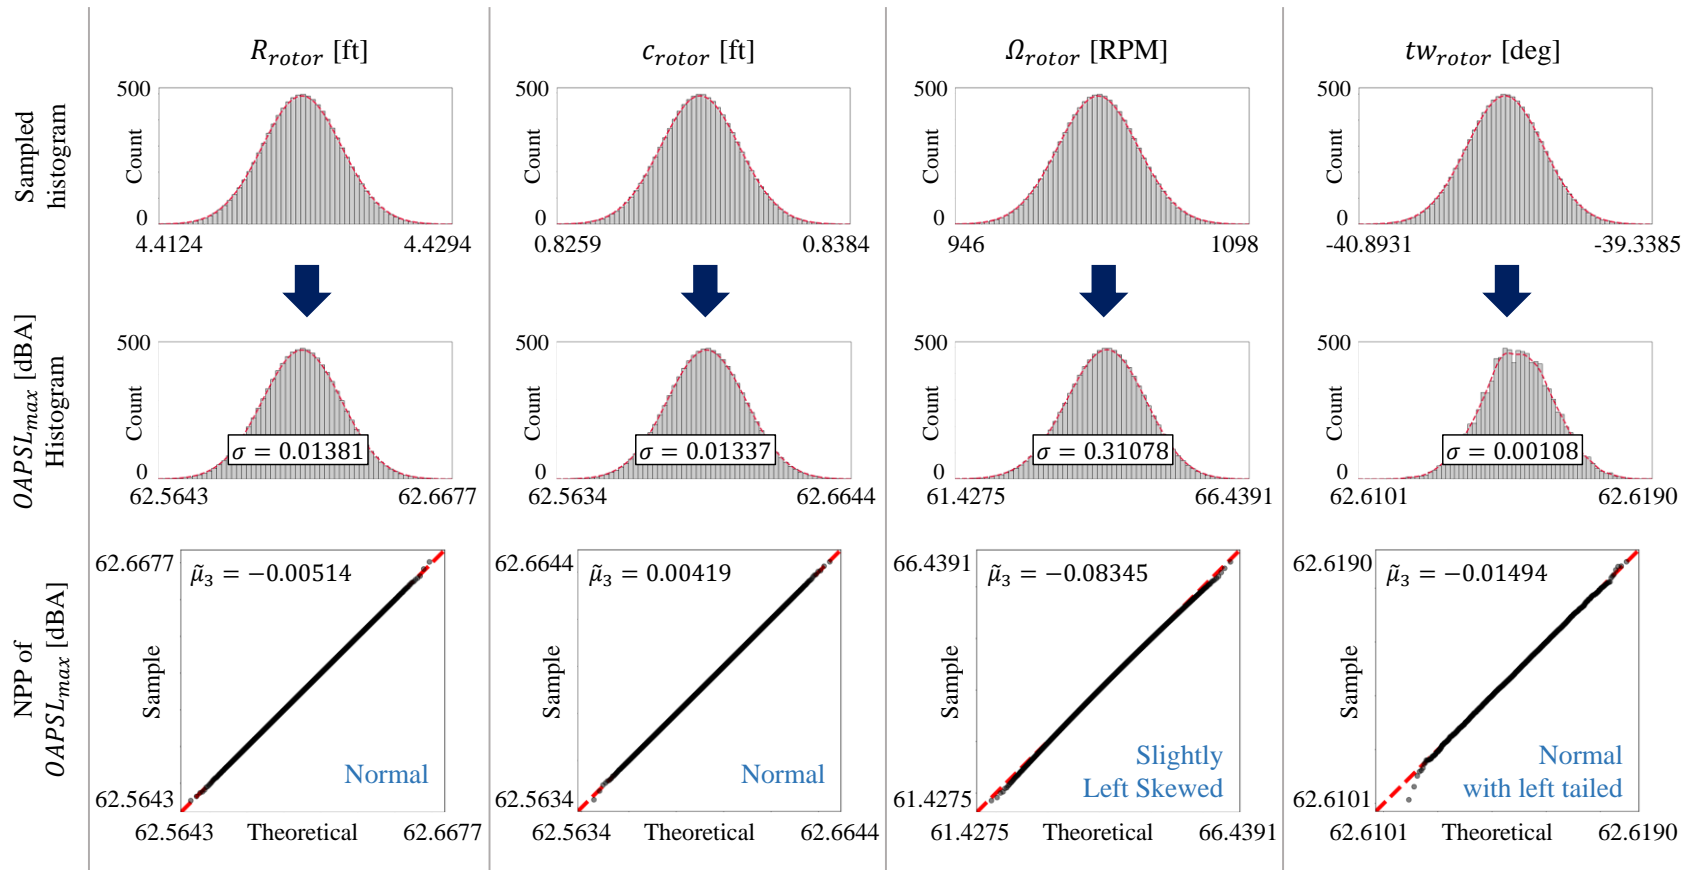 R_rotor [ft]
c_rotor [ft]
Ω_rotor [RPM]
tw_rotor [deg]
Sampled
histogram
500
Count
0
4.4124
4.4294
500
Count
0
0.8259
0.8384
500
Count
0
946
1098
500
Count
0
-40.8931
-39.3385
OAPSL_max [dBA]
Histogram
500
Count
σ = 0.01381
0
62.5643
62.6677
500
Count
σ = 0.01337
0
62.5634
62.6644
500
Count
σ = 0.31078
0
61.4275
66.4391
500
Count
σ = 0.00108
0
62.6101
62.6190
NPP of
OAPSL_max [dBA]
62.6677
μ̃₃ = −0.00514
Sample
Normal
62.5643
62.5643
Theoretical
62.6677
62.6644
μ̃₃ = 0.00419
Sample
Normal
62.5634
62.5634
Theoretical
62.6644
66.4391
μ̃₃ = −0.08345
Sample
Slightly
Left Skewed
61.4275
61.4275
Theoretical
66.4391
62.6190
μ̃₃ = −0.01494
Sample
Normal
with left tailed
62.6101
62.6101
Theoretical
62.6190